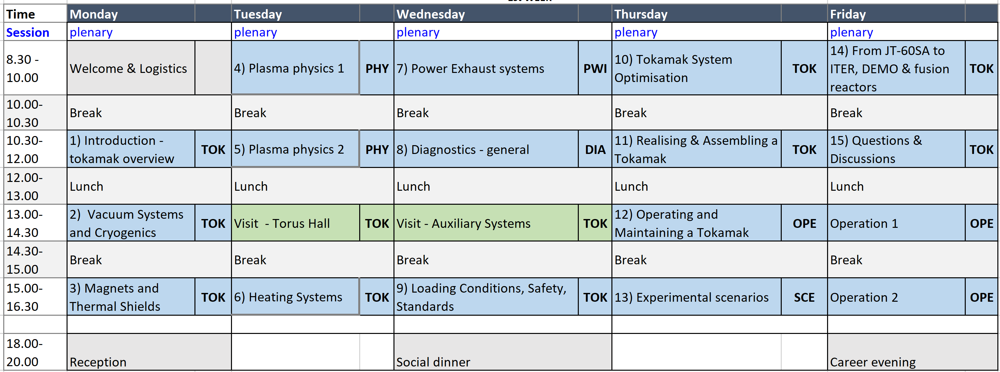 1st WEEK
Time Monday Tuesday Wednesday Thursday Friday
Session plenary plenary plenary plenary plenary
8.30 -
10.00
Welcome & Logistics
4) Plasma physics 1 PHY
7) Power Exhaust systems PWI
10) Tokamak System
Optimisation
TOK
14) From JT-60SA to
ITER, DEMO & fusion
reactors
TOK
10.00-
10.30
Break Break Break Break Break
10.30-
12.00
1) Introduction -
tokamak overview
TOK
5) Plasma physics 2 PHY
8) Diagnostics - general DIA
11) Realising & Assembling a
Tokamak
TOK
15) Questions &
Discussions
TOK
12.00-
13.00
Lunch Lunch Lunch Lunch Lunch
13.00-
14.30
2) Vacuum Systems
and Cryogenics
TOK
Visit - Torus Hall TOK
Visit - Auxiliary Systems TOK
12) Operating and
Maintaining a Tokamak
OPE
Operation 1 OPE
14.30-
15.00
Break Break Break Break Break
15.00-
16.30
3) Magnets and
Thermal Shields
TOK
6) Heating Systems TOK
9) Loading Conditions, Safety,
Standards
TOK
13) Experimental scenarios SCE
Operation 2 OPE
18.00-
20.00
Reception Social dinner Career evening